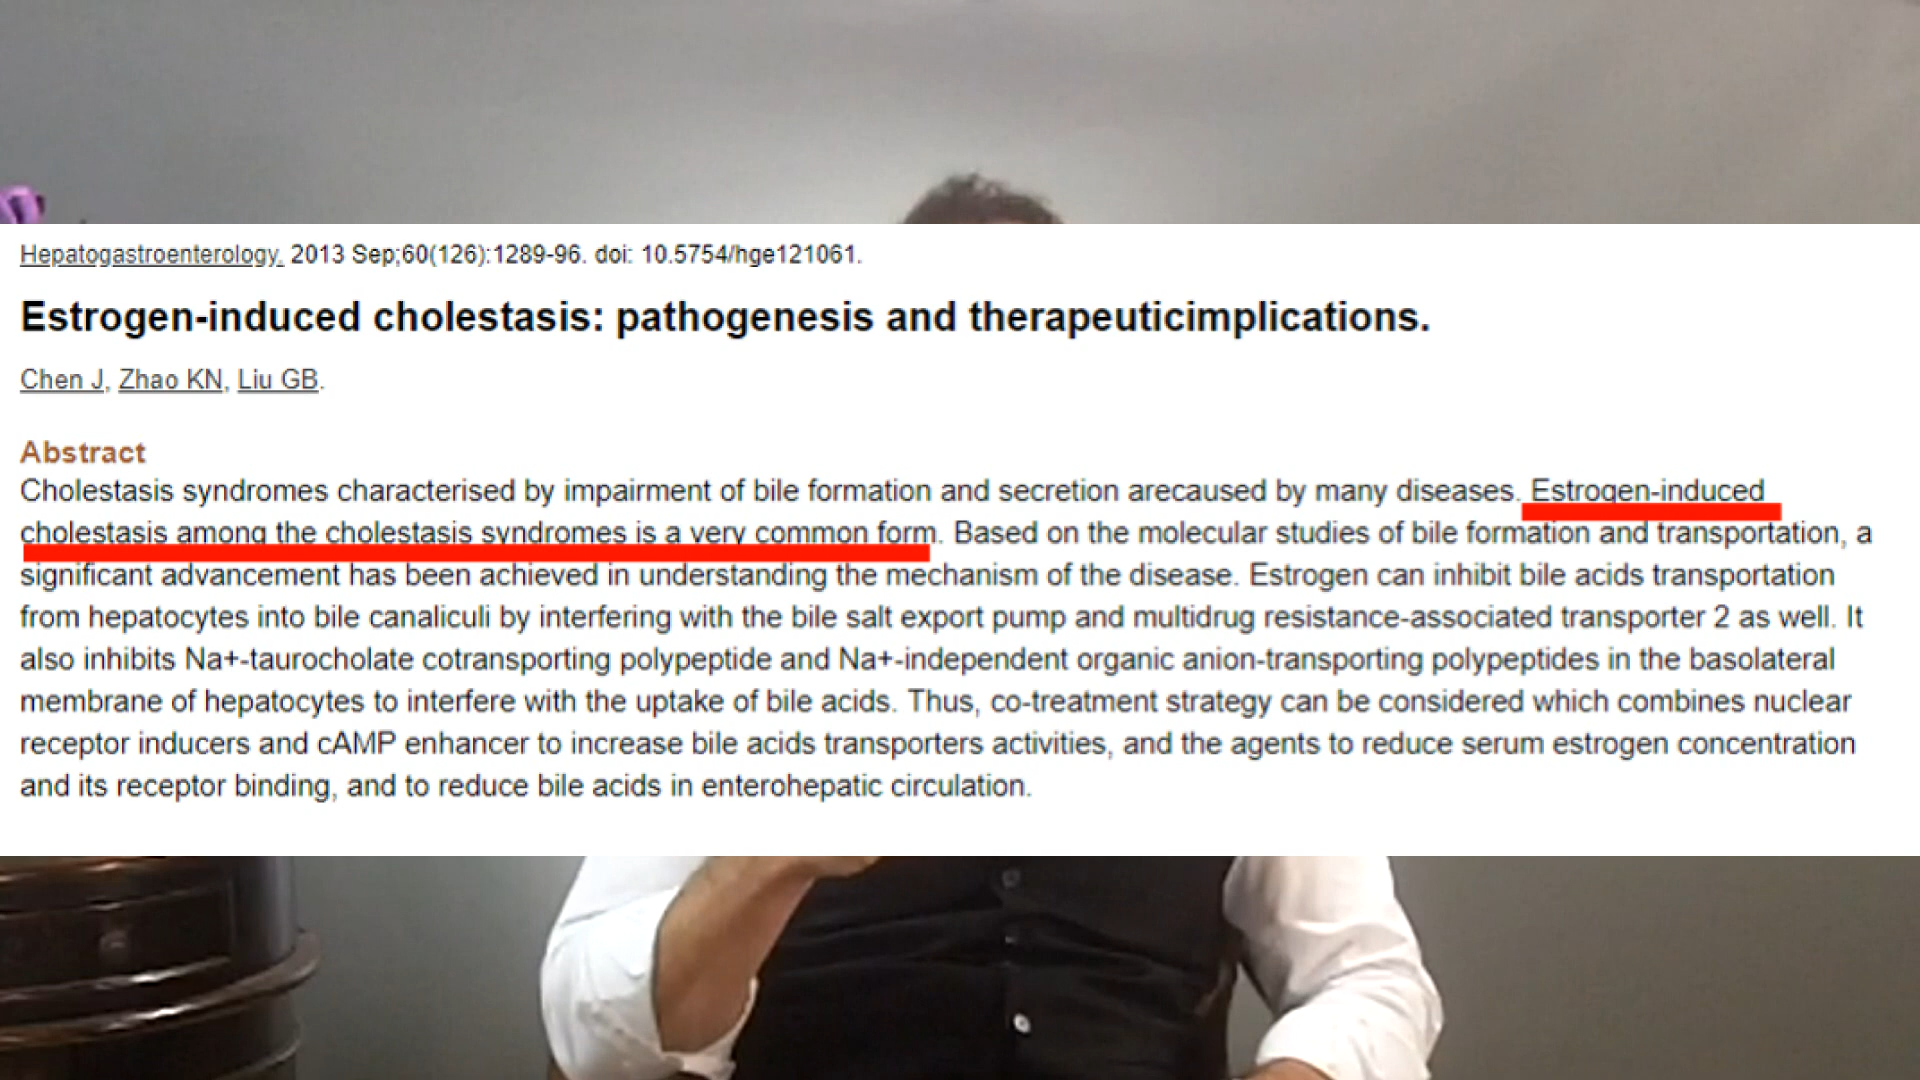 Hepatogastroenterology. 2013 Sep;60(126):1289-96. doi: 10.5754/hge121061.
Estrogen-induced cholestasis: pathogenesis and therapeuticimplications.
Chen J, Zhao KN, Liu GB.
Abstract
Cholestasis syndromes characterised by impairment of bile formation and secretion arecaused by many diseases. Estrogen-induced
cholestasis among the cholestasis syndromes is a very common form. Based on the molecular studies of bile formation and transportation, a
significant advancement has been achieved in understanding the mechanism of the disease. Estrogen can inhibit bile acids transportation
from hepatocytes into bile canaliculi by interfering with the bile salt export pump and multidrug resistance-associated transporter 2 as well. It
also inhibits Na+-taurocholate cotransporting polypeptide and Na+-independent organic anion-transporting polypeptides in the basolateral
membrane of hepatocytes to interfere with the uptake of bile acids. Thus, co-treatment strategy can be considered which combines nuclear
receptor inducers and cAMP enhancer to increase bile acids transporters activities, and the agents to reduce serum estrogen concentration
and its receptor binding, and to reduce bile acids in enterohepatic circulation.